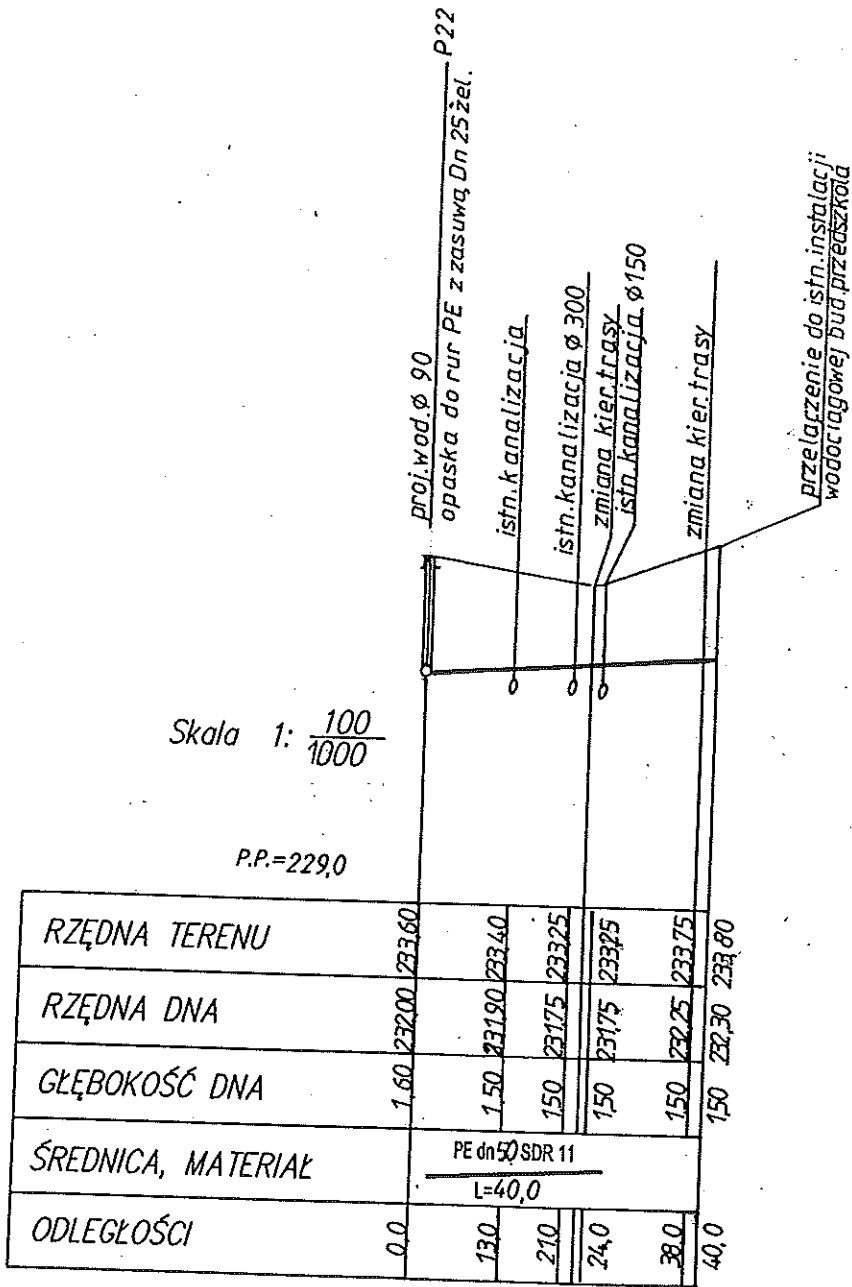 proj.wod.ϕ 90
P22
opaska do rur PE z zasuwą Dn 25 żel.
istn.kanalizacja
istn.kanalizacja ϕ 300
zmiana kier.trasy
istn.kanalizacja ϕ150
zmiana kier.trasy
przełączenie do istn.instalacji
wodociągowej bud.przedszkola
Skala 1: 100
1000
P.P.=229,0
RZĘDNA TERENU 233,60 233,40 233,25 233,25 233,75 233,80
RZĘDNA DNA 232,00 231,90 231,75 231,75 232,25 232,30
GŁĘBOKOŚĆ DNA 1,60 1,50 1,50 1,50 1,50 1,50
ŚREDNICA, MATERIAŁ PE dn50 SDR 11
L=40,0
ODLEGŁOŚCI 0,0 13,0 21,0 24,0 38,0 40,0